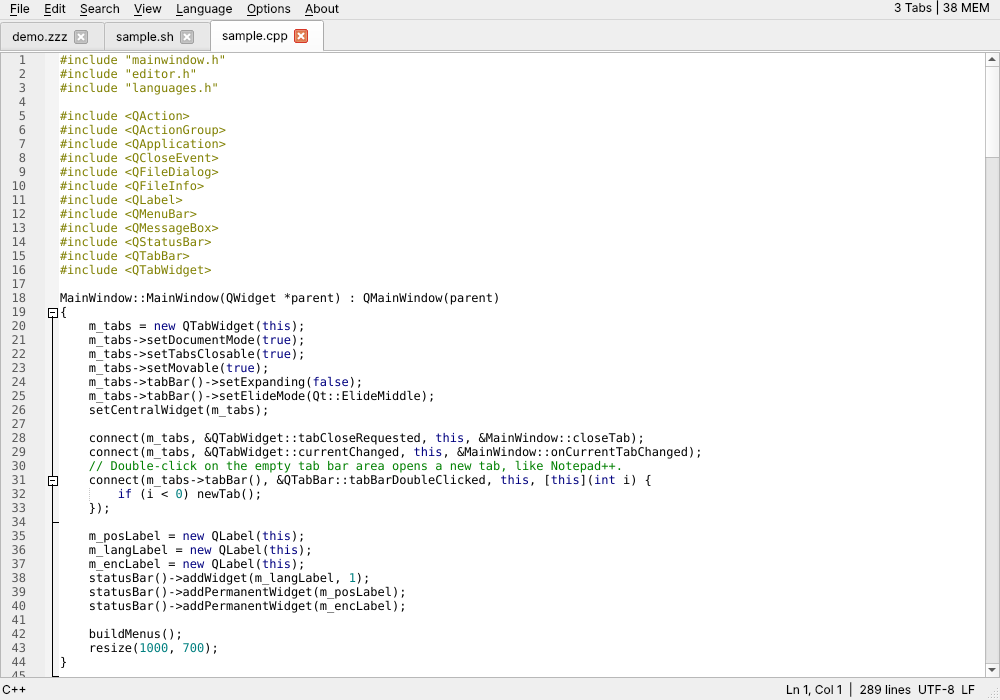 File Edit Search View Language Options About 3 Tabs | 38 MEM
demo.zzz sample.sh sample.cpp
1 #include "mainwindow.h"
2 #include "editor.h"
3 #include "languages.h"
4
5 #include <QAction>
6 #include <QActionGroup>
7 #include <QApplication>
8 #include <QCloseEvent>
9 #include <QFileDialog>
10 #include <QFileInfo>
11 #include <QLabel>
12 #include <QMenuBar>
13 #include <QMessageBox>
14 #include <QStatusBar>
15 #include <QTabBar>
16 #include <QTabWidget>
17
18 MainWindow::MainWindow(QWidget *parent) : QMainWindow(parent)
19 {
20     m_tabs = new QTabWidget(this);
21     m_tabs->setDocumentMode(true);
22     m_tabs->setTabsClosable(true);
23     m_tabs->setMovable(true);
24     m_tabs->tabBar()->setExpanding(false);
25     m_tabs->tabBar()->setElideMode(Qt::ElideMiddle);
26     setCentralWidget(m_tabs);
27
28     connect(m_tabs, &QTabWidget::tabCloseRequested, this, &MainWindow::closeTab);
29     connect(m_tabs, &QTabWidget::currentChanged, this, &MainWindow::onCurrentTabChanged);
30     // Double-click on the empty tab bar area opens a new tab, like Notepad++.
31     connect(m_tabs->tabBar(), &QTabBar::tabBarDoubleClicked, this, [this](int i) {
32         if (i < 0) newTab();
33     });
34
35     m_posLabel = new QLabel(this);
36     m_langLabel = new QLabel(this);
37     m_encLabel = new QLabel(this);
38     statusBar()->addWidget(m_langLabel, 1);
39     statusBar()->addPermanentWidget(m_posLabel);
40     statusBar()->addPermanentWidget(m_encLabel);
41
42     buildMenus();
43     resize(1000, 700);
44 }
45
C++ Ln 1, Col 1 | 289 lines UTF-8 LF